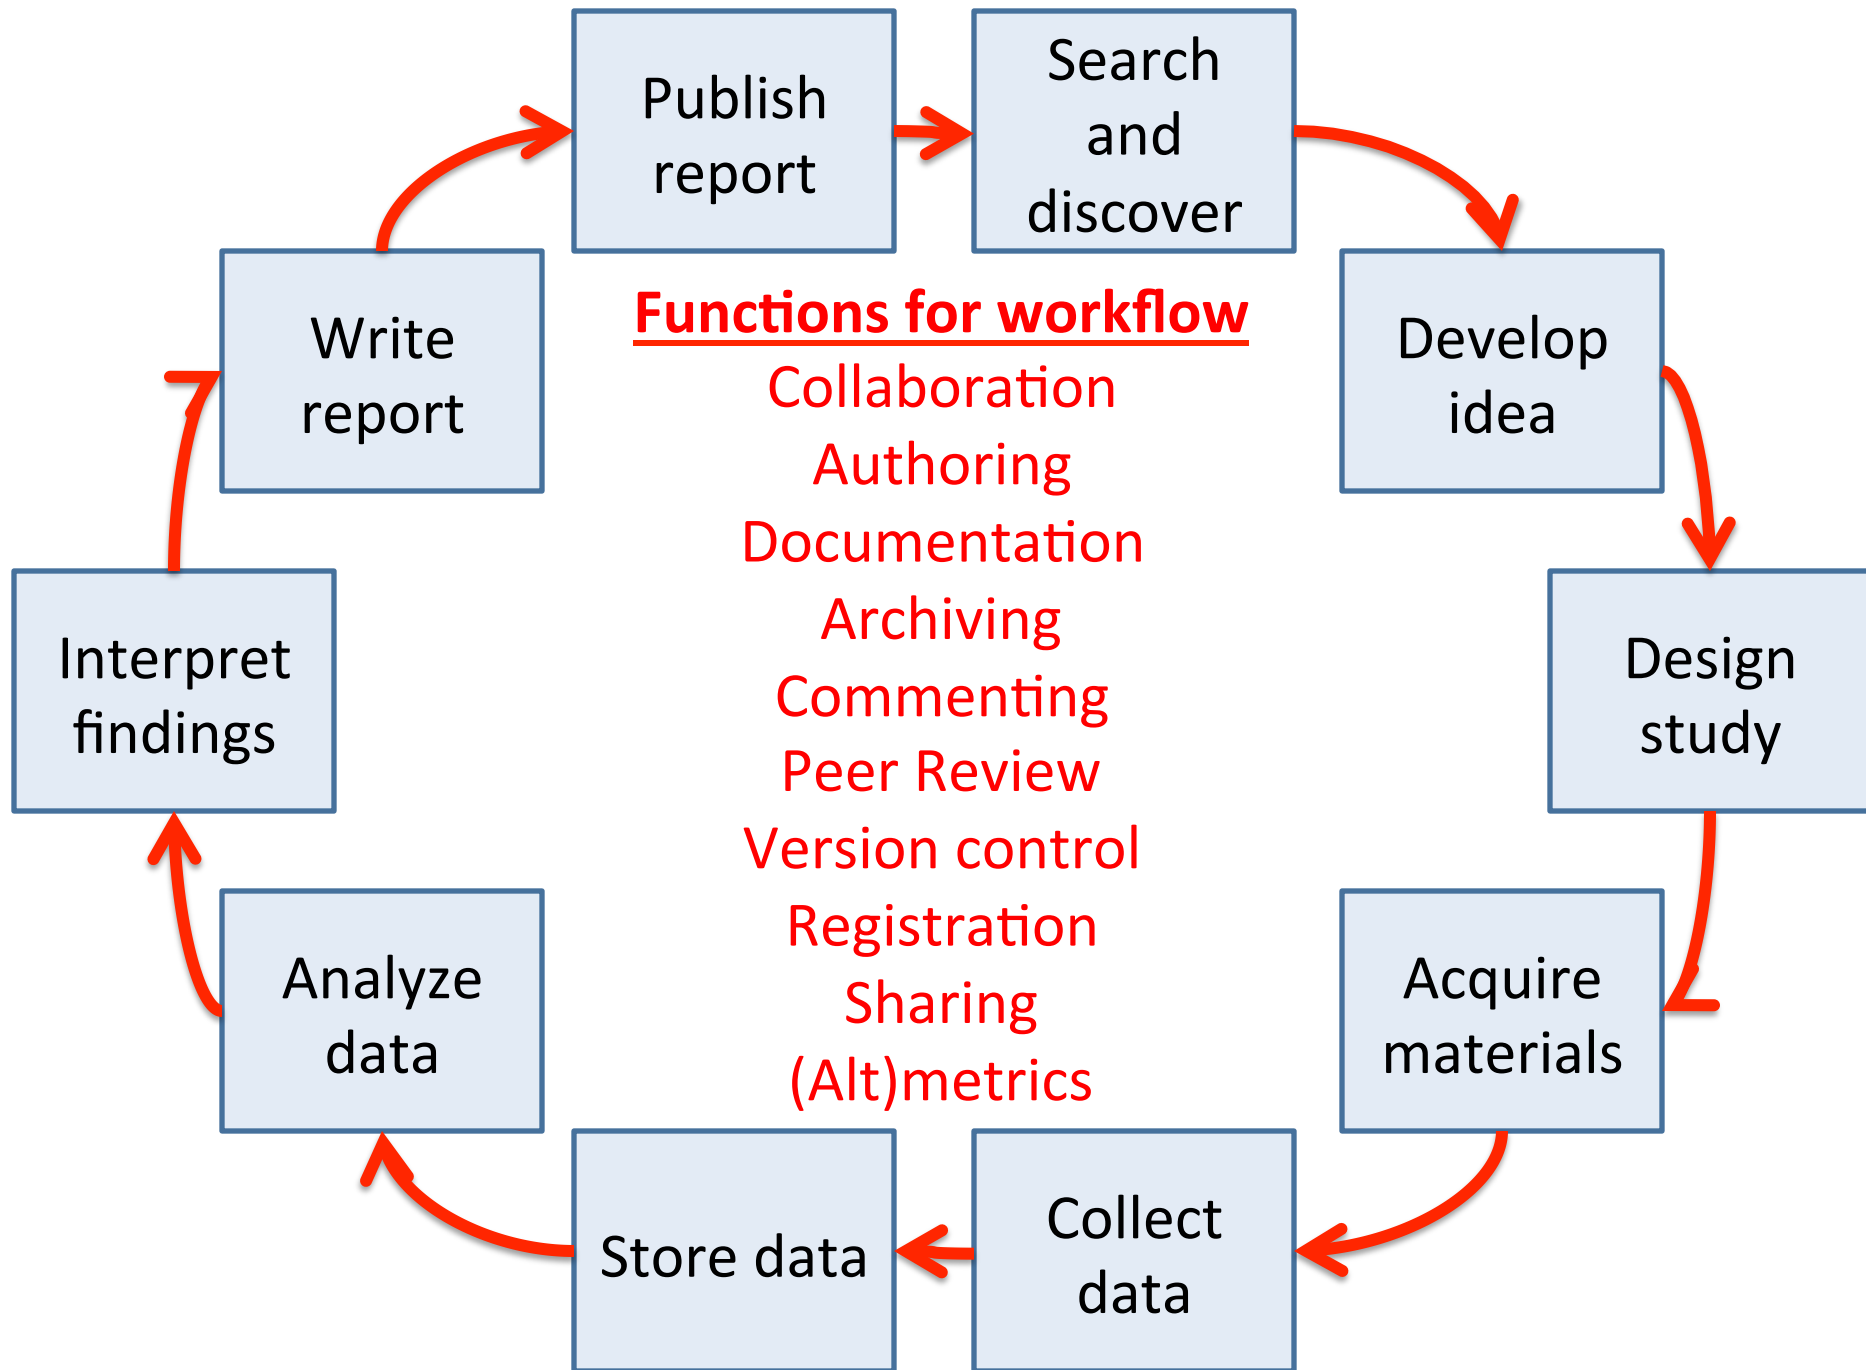 Publish
report
Search
and
discover
Develop
idea
Design
study
Acquire
materials
Collect
data
Store data
Analyze
data
Interpret
findings
Write
report
Functions for workflow
Collaboration
Authoring
Documentation
Archiving
Commenting
Peer Review
Version control
Registration
Sharing
(Alt)metrics